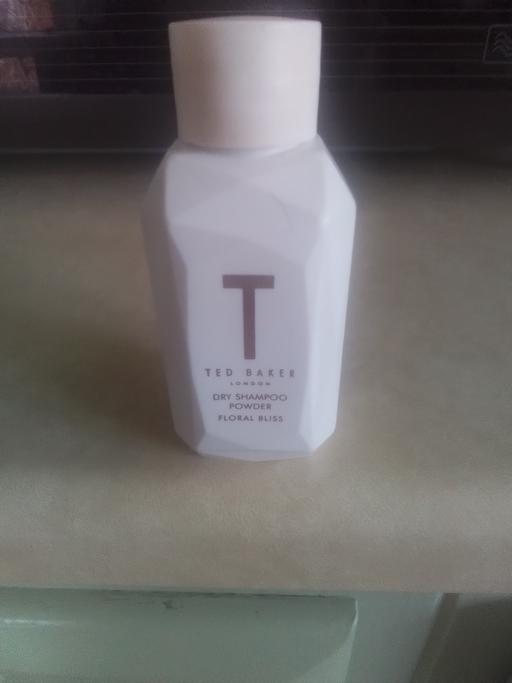 T
TED BAKER
LONDON
DRY SHAMPOO
POWDER
FLORAL BLISS